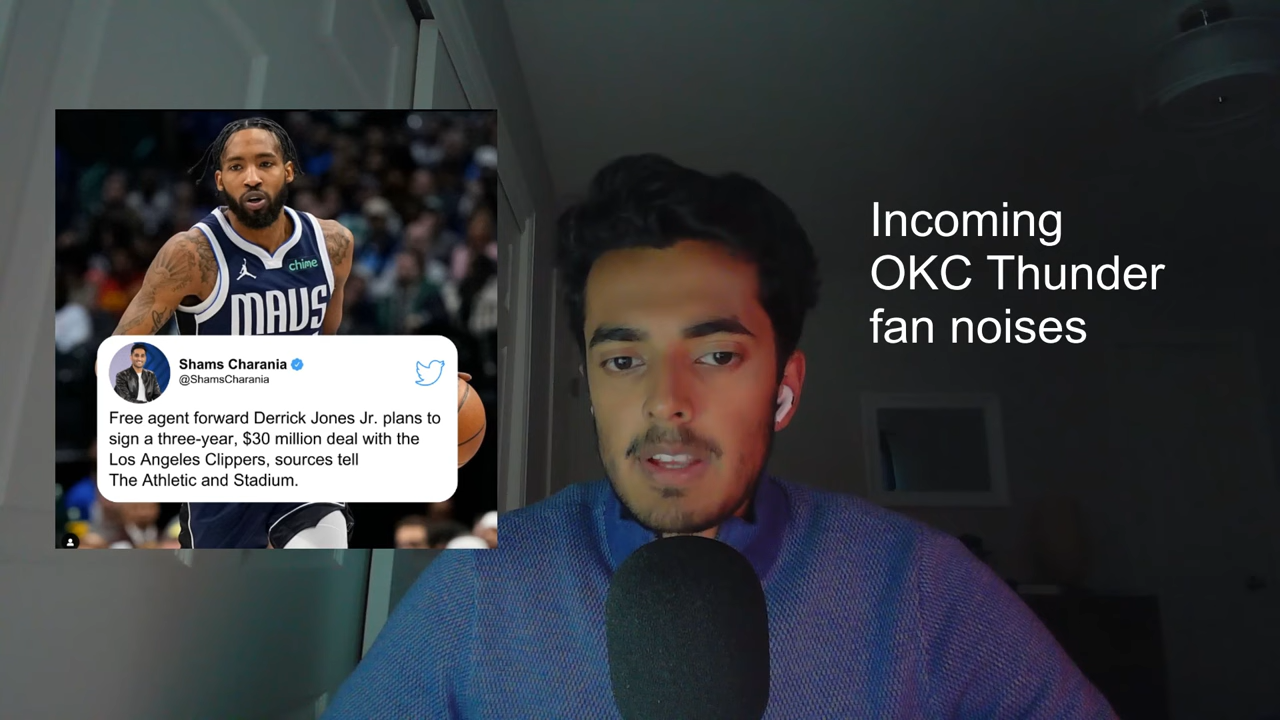 chime
MAVS
Shams Charania
@ShamsCharania
Free agent forward Derrick Jones Jr. plans to
sign a three-year, $30 million deal with the
Los Angeles Clippers, sources tell
The Athletic and Stadium.
Incoming
OKC Thunder
fan noises